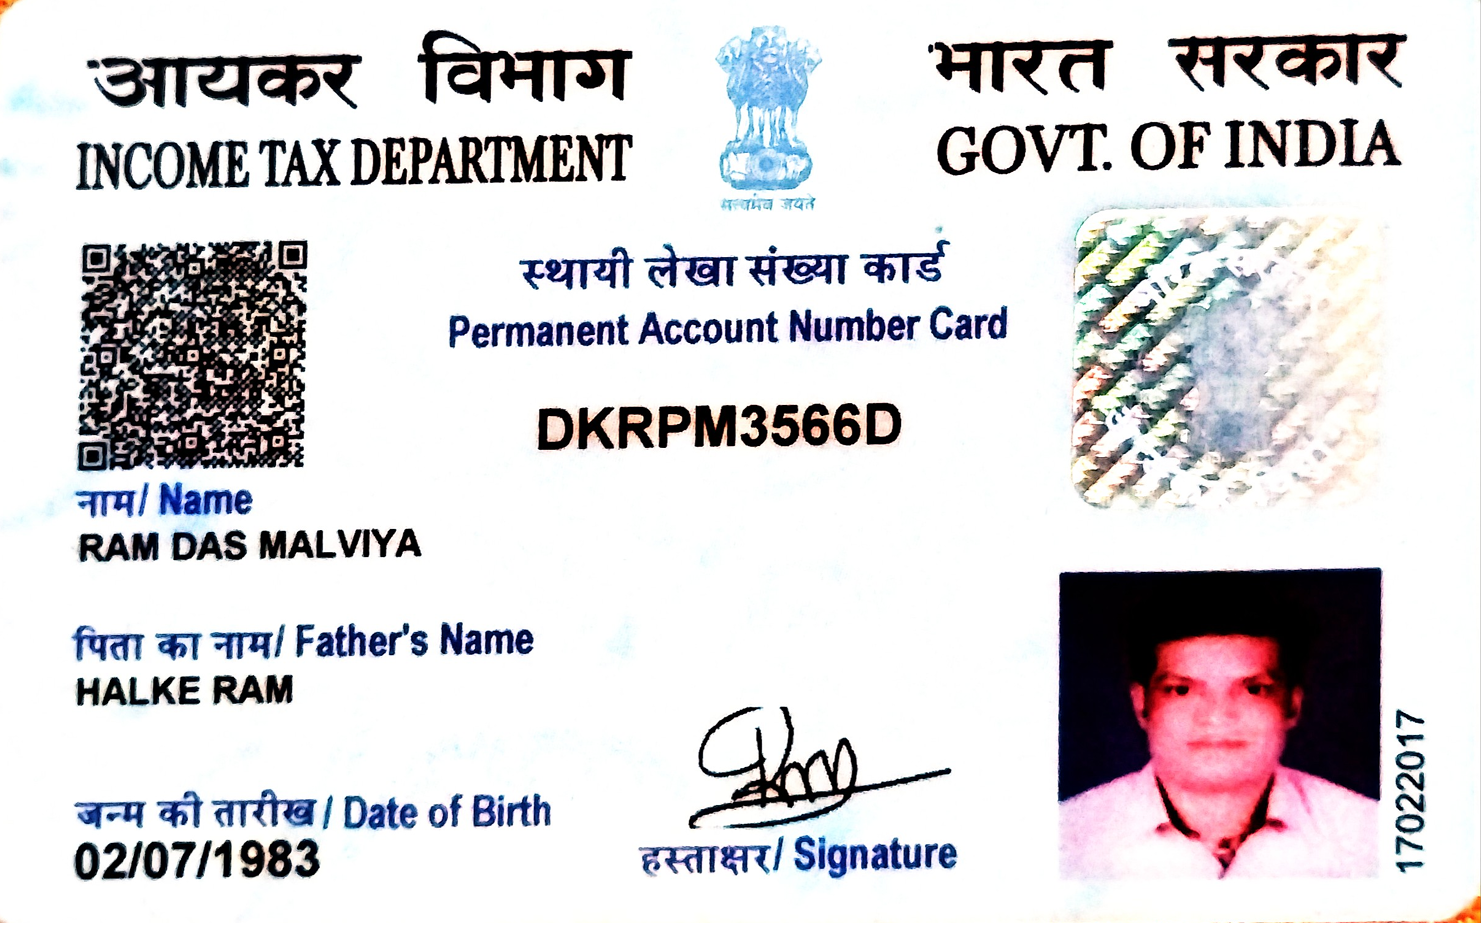 आयकर विभाग
INCOME TAX DEPARTMENT
सत्यमेव जयते
भारत सरकार
GOVT. OF INDIA
स्थायी लेखा संख्या कार्ड
Permanent Account Number Card
DKRPM3566D
नाम/ Name
RAM DAS MALVIYA
पिता का नाम/ Father's Name
HALKE RAM
जन्म की तारीख/ Date of Birth
02/07/1983
हस्ताक्षर/ Signature
17022017